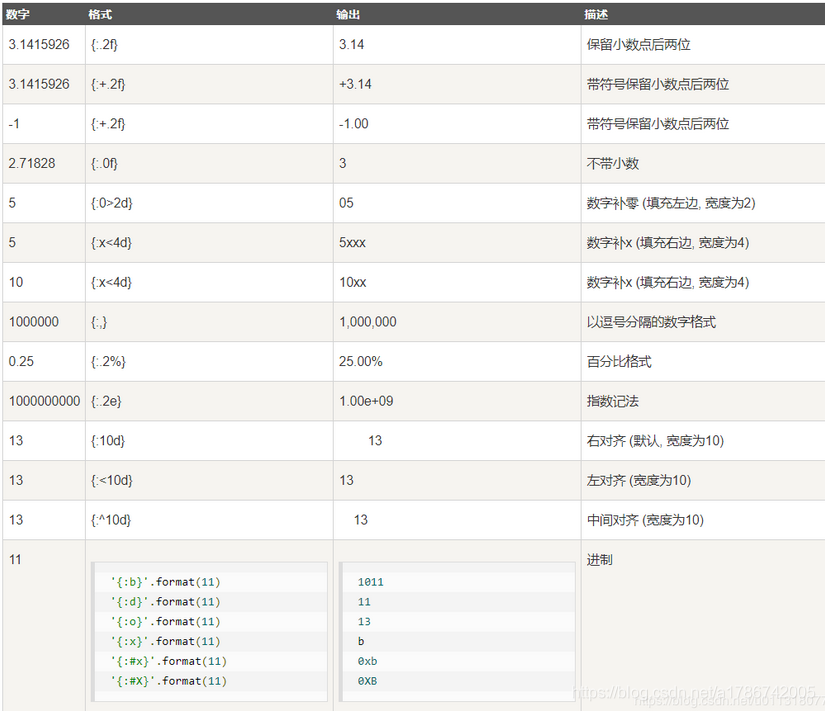 数字 格式 输出 描述
3.1415926 {:.2f} 3.14 保留小数点后两位
3.1415926 {:+.2f} +3.14 带符号保留小数点后两位
-1 {:+.2f} -1.00 带符号保留小数点后两位
2.71828 {:.0f} 3 不带小数
5 {:0>2d} 05 数字补零 (填充左边, 宽度为2)
5 {:x<4d} 5xxx 数字补x (填充右边, 宽度为4)
10 {:x<4d} 10xx 数字补x (填充右边, 宽度为4)
1000000 {:,} 1,000,000 以逗号分隔的数字格式
0.25 {:.2%} 25.00% 百分比格式
1000000000 {:.2e} 1.00e+09 指数记法
13 {:10d} 13 右对齐 (默认, 宽度为10)
13 {:<10d} 13 左对齐 (宽度为10)
13 {:^10d} 13 中间对齐 (宽度为10)
11 进制
'{:b}'.format(11) 1011
'{:d}'.format(11) 11
'{:o}'.format(11) 13
'{:x}'.format(11) b
'{:#x}'.format(11) 0xb
'{:#X}'.format(11) 0XB
https://blog.csdn.net/a1786742005